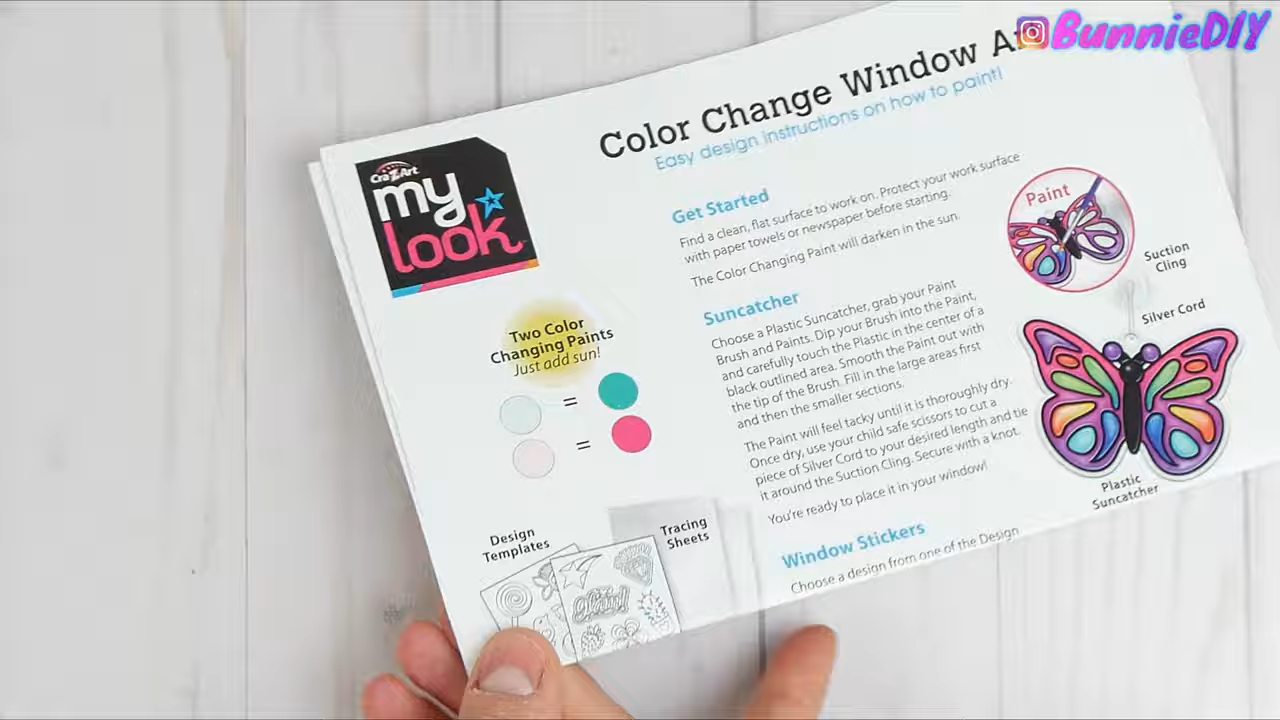 BunnieDIY
Color Change Window
Easy design instructions on how to paint!
CraZArt
my
look
Get Started
Find a clean, flat surface to work on. Protect your work surface
with paper towels or newspaper before starting.
The Color Changing Paint will darken in the sun.
Paint
Suction
Cling
Silver Cord
Plastic
Suncatcher
Two Color
Changing Paints
Just add sun!
=
=
Suncatcher
Choose a Plastic Suncatcher, grab your Paint
Brush and Paints. Dip your Brush into the Paint,
and carefully touch the Plastic in the center of a
black outlined area. Smooth the Paint out with
the tip of the Brush. Fill in the large areas first
and then the smaller sections.
The Paint will feel tacky until it is thoroughly dry.
Once dry, use your child safe scissors to cut a
piece of Silver Cord to your desired length and tie
it around the Suction Cling. Secure with a knot.
You're ready to place it in your window!
Design
Templates
Tracing
Sheets
Window Stickers
Choose a design from one of the Design